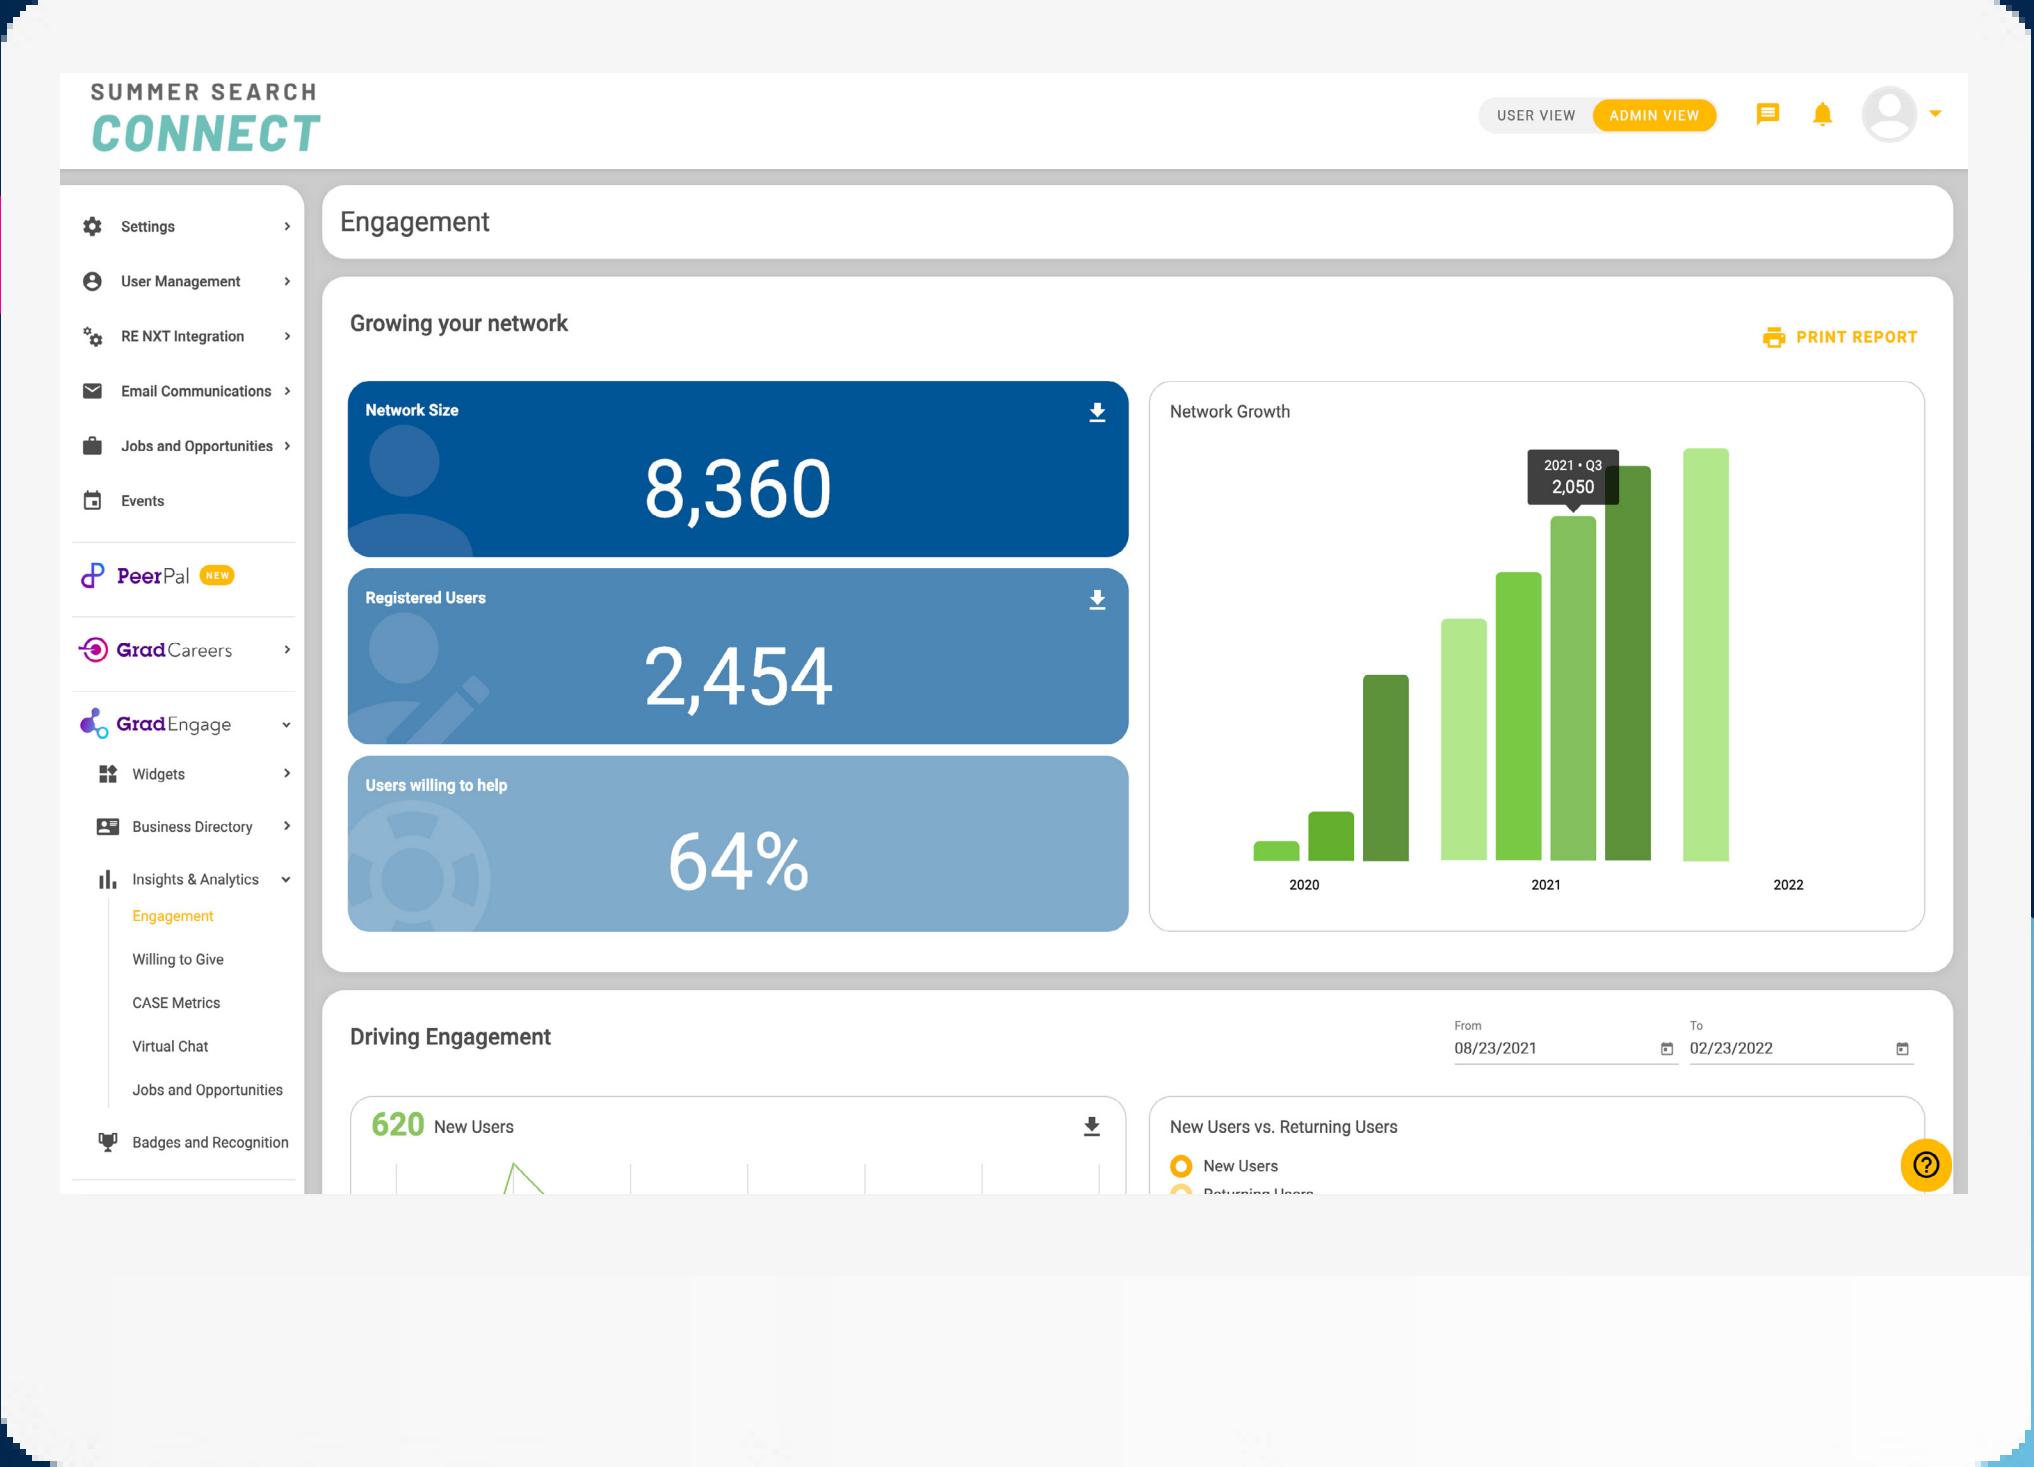 SUMMER SEARCH
CONNECT
USER VIEW
ADMIN VIEW
Settings
User Management
RE NXT Integration
Email Communications
Jobs and Opportunities
Events
PeerPal NEW
GradCareers
GradEngage
Widgets
Business Directory
Insights & Analytics
Engagement
Willing to Give
CASE Metrics
Virtual Chat
Jobs and Opportunities
Badges and Recognition
Engagement
Growing your network
PRINT REPORT
Network Size
8,360
Registered Users
2,454
Users willing to help
64%
Network Growth
2021 • Q3
2,050
2020
2021
2022
Driving Engagement
From
08/23/2021
To
02/23/2022
620 New Users
New Users vs. Returning Users
New Users
Returning Users